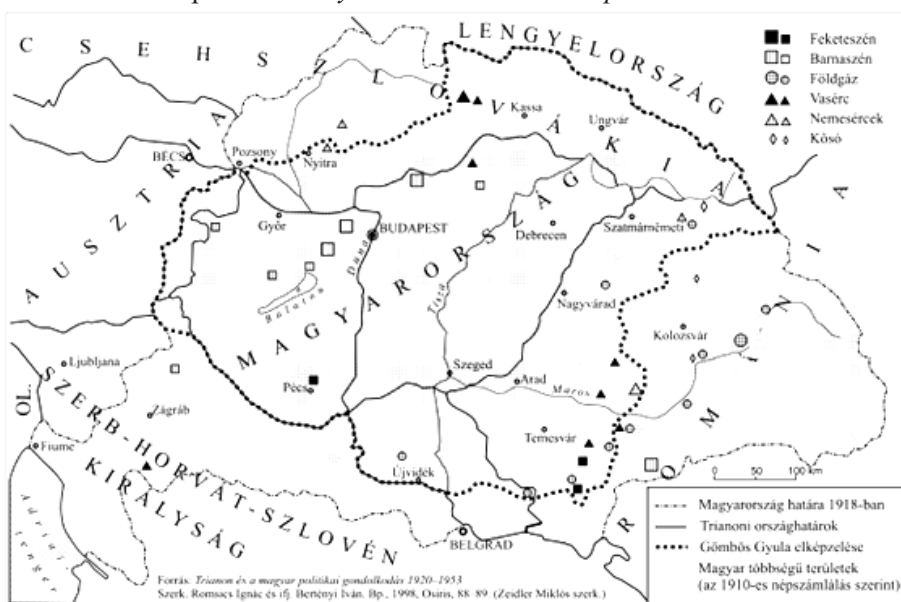 LENGYELORSZÁG
CSEHSZLOVÁKIA
AUSZTRIA
MAGYARORSZÁG
ROMÁNIA
SZERB-HORVÁT-SZLOVÉN
KIRÁLYSÁG
OL.
Kassa
Ungvár
BÉCS
Pozsony
Nyitra
Győr
BUDAPEST
Duna
Debrecen
Szatmárnémeti
Balaton
Tisza
Nagyvárad
Kolozsvár
Ljubljana
Pécs
Szeged
Arad
Maros
Zágráb
Temesvár
Fiume
Újvidék
Adriai
tenger
BELGRÁD
Feketeszén
Barnaszén
Földgáz
Vasérc
Nemesércek
Kősó
0 50 100 km
Magyarország határa 1918-ban
Trianoni országhatárok
Gömbös Gyula elképzelése
Magyar többségű területek
(az 1910-es népszámlálás szerint)
Forrás: Trianon és a magyar politikai gondolkodás 1920–1953
Szerk. Romsics Ignác és ifj. Bertényi Iván. Bp., 1998, Osiris, 88–89. (Zeidler Miklós szerk.)